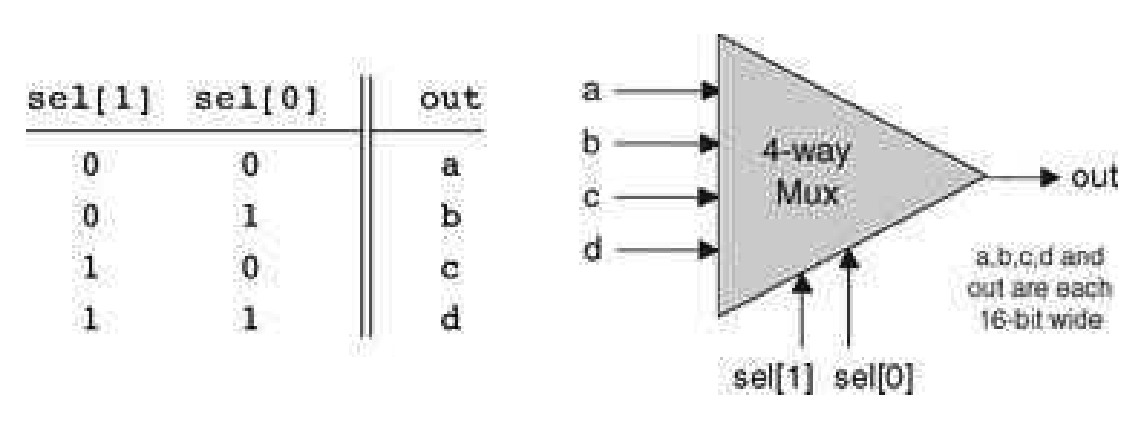 sel[1] sel[0] out
0 0 a
0 1 b
1 0 c
1 1 d
a
b
c
d
4-way
Mux
out
a,b,c,d and
out are each
16-bit wide
sel[1] sel[0]